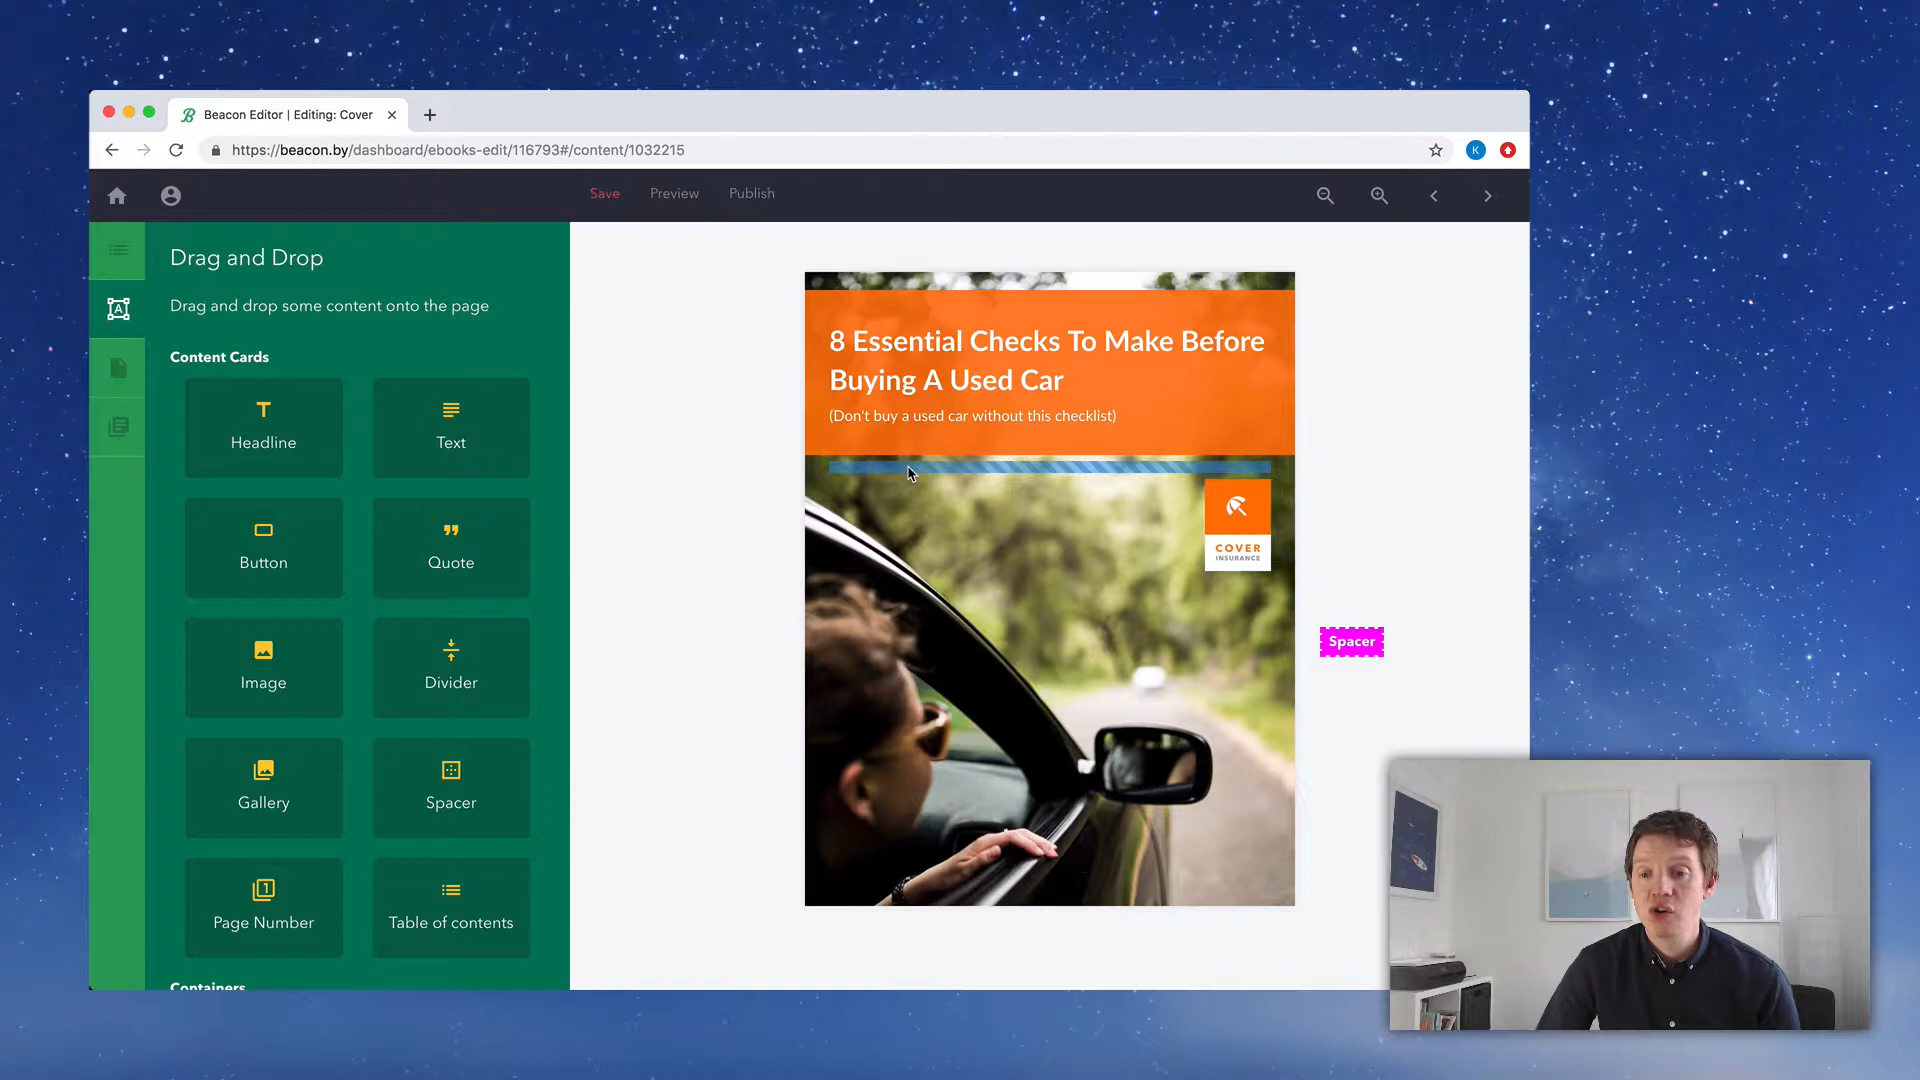 Beacon Editor | Editing: Cover
https://beacon.by/dashboard/ebooks-edit/116793#/content/1032215
K
Save
Preview
Publish
Drag and Drop
Drag and drop some content onto the page
Content Cards
Headline
Text
Button
Quote
Image
Divider
Gallery
Spacer
Page Number
Table of contents
Containers
8 Essential Checks To Make Before
Buying A Used Car
(Don't buy a used car without this checklist)
COVER
INSURANCE
Spacer